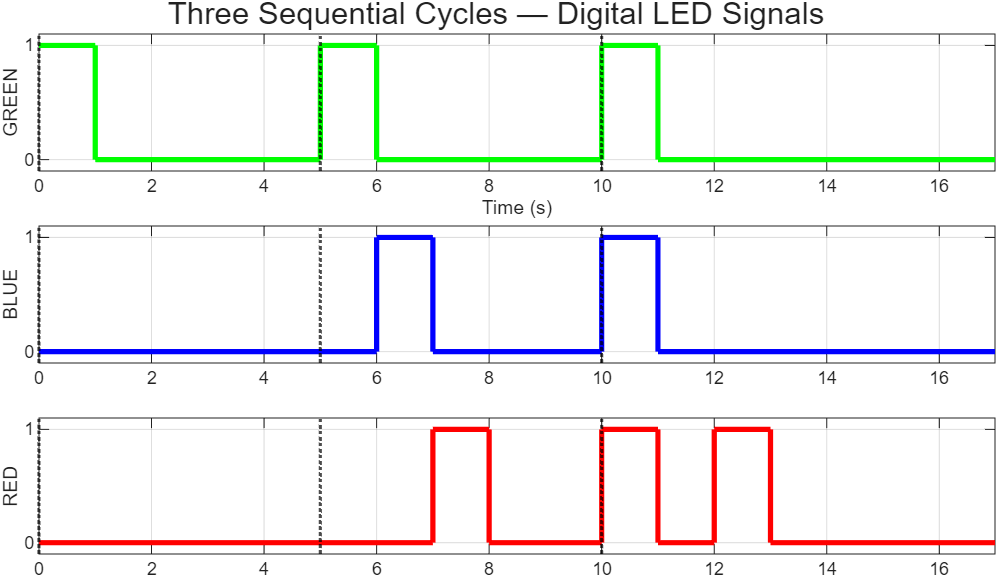 Three Sequential Cycles — Digital LED Signals
GREEN
1
0
0 2 4 6 8 10 12 14 16
Time (s)
BLUE
1
0
0 2 4 6 8 10 12 14 16
RED
1
0
0 2 4 6 8 10 12 14 16